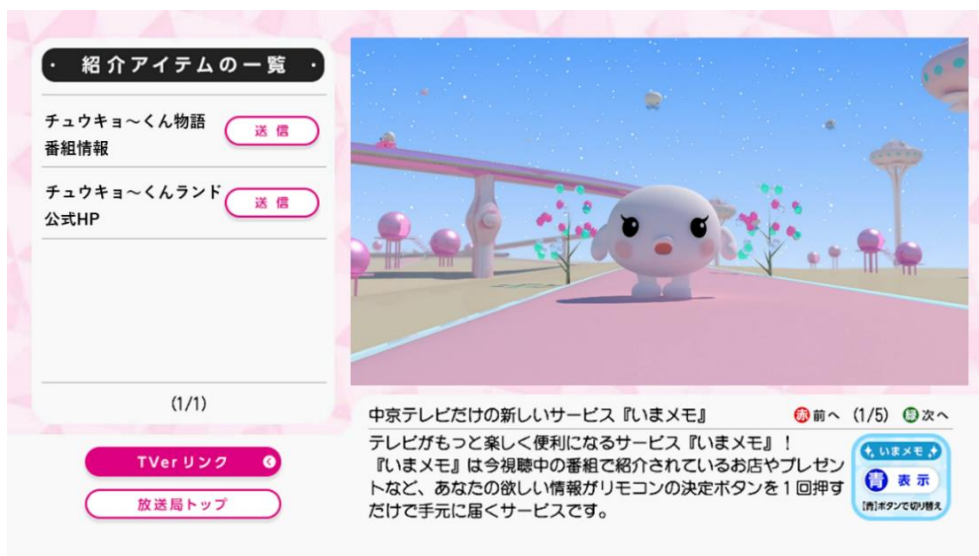 ・ 紹介アイテムの一覧 ・
チュウキョ～くん物語
番組情報
送信
チュウキョ～くんランド
公式HP
送信
(1/1)
TVerリンク
放送局トップ
中京テレビだけの新しいサービス『いまメモ』
赤 前へ (1/5) 緑 次へ
テレビがもっと楽しく便利になるサービス『いまメモ』！
『いまメモ』は今視聴中の番組で紹介されているお店やプレゼン
トなど、あなたの欲しい情報がリモコンの決定ボタンを１回押す
だけで手元に届くサービスです。
いまメモ
青 表示
[青]ボタンで切り替え